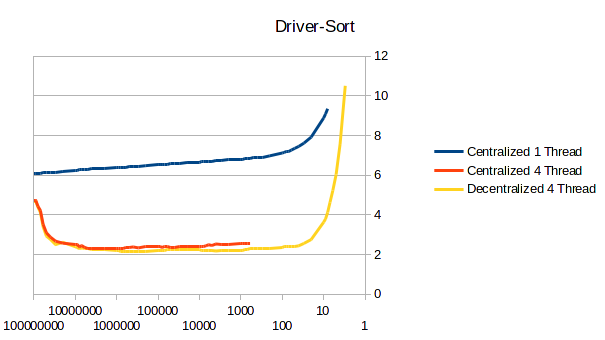 Driver-Sort
12
10
8
6
4
2
0
Centralized 1 Thread
Centralized 4 Thread
Decentralized 4 Thread
10000000 100000 1000 10
100000000 1000000 10000 100 1